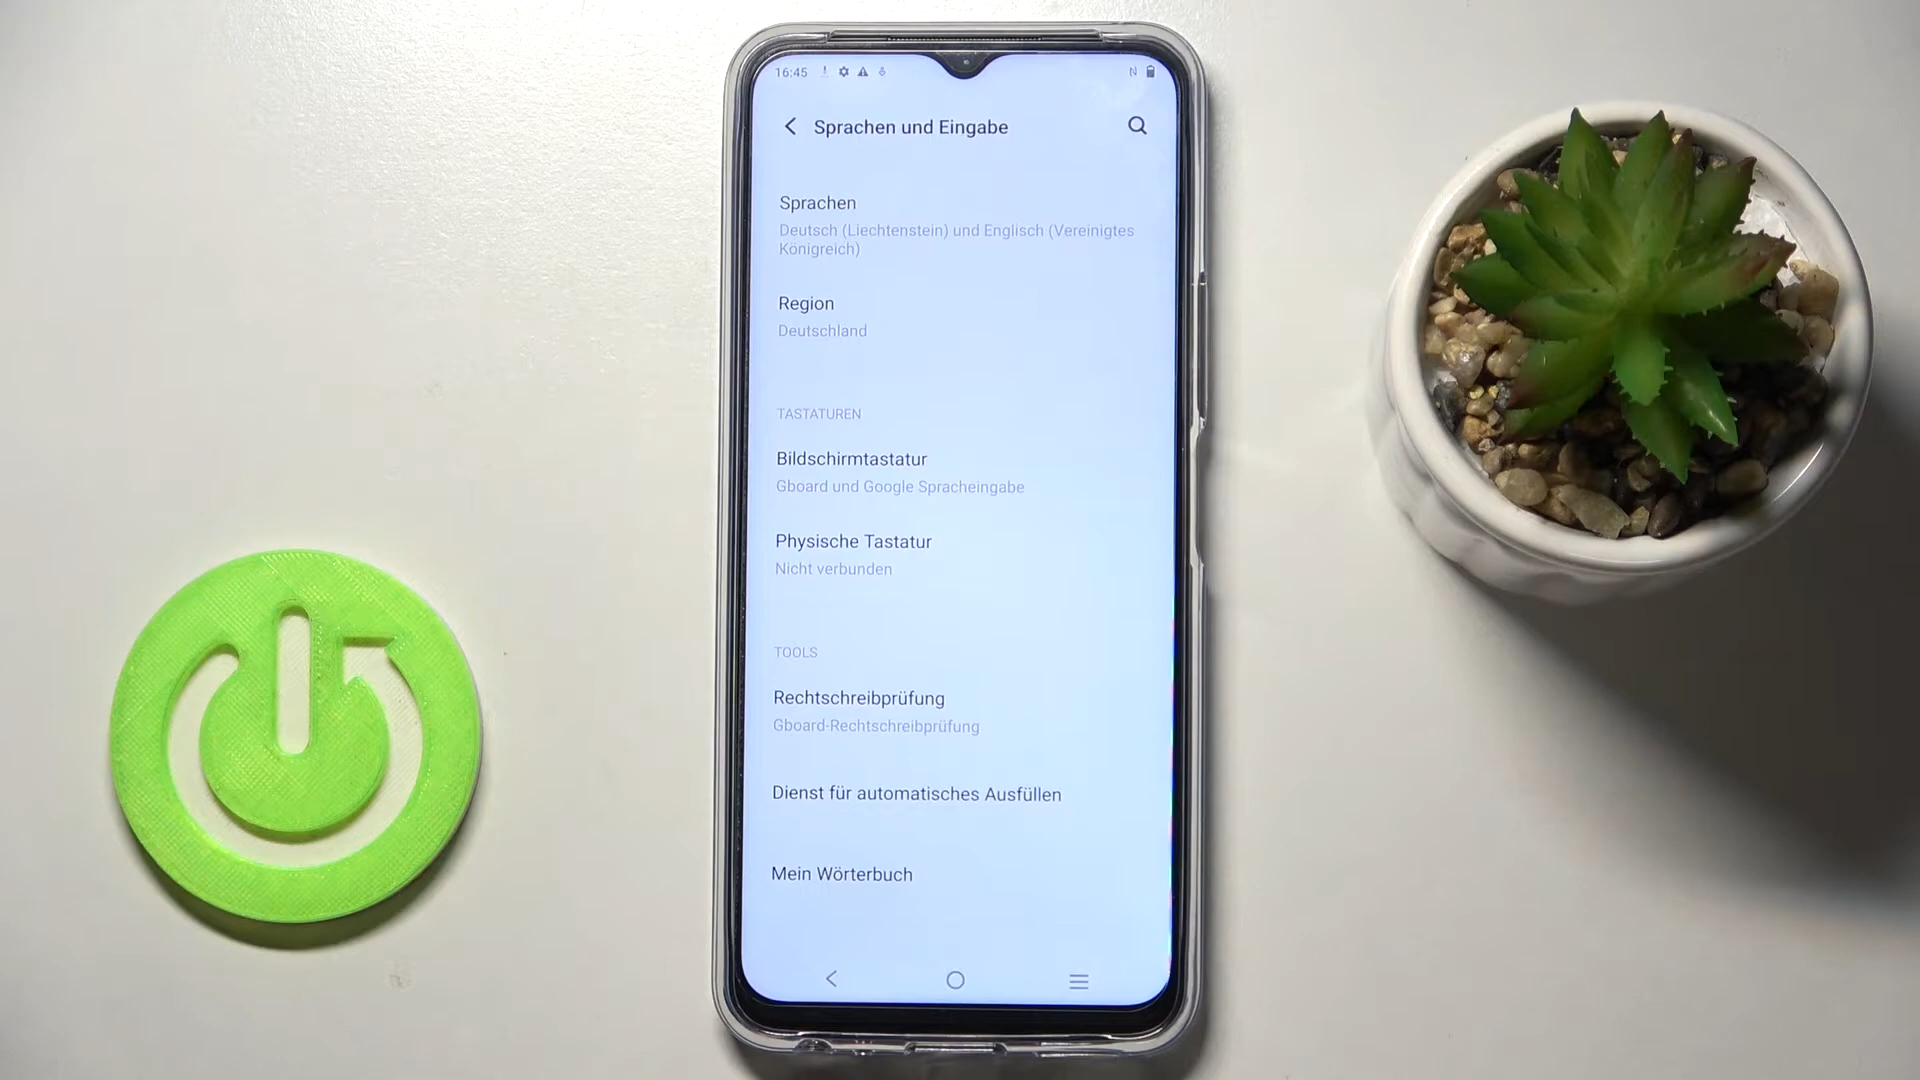 16:45
Sprachen und Eingabe
Sprachen
Deutsch (Liechtenstein) und Englisch (Vereinigtes
Königreich)
Region
Deutschland
TASTATUREN
Bildschirmtastatur
Gboard und Google Spracheingabe
Physische Tastatur
Nicht verbunden
TOOLS
Rechtschreibprüfung
Gboard-Rechtschreibprüfung
Dienst für automatisches Ausfüllen
Mein Wörterbuch